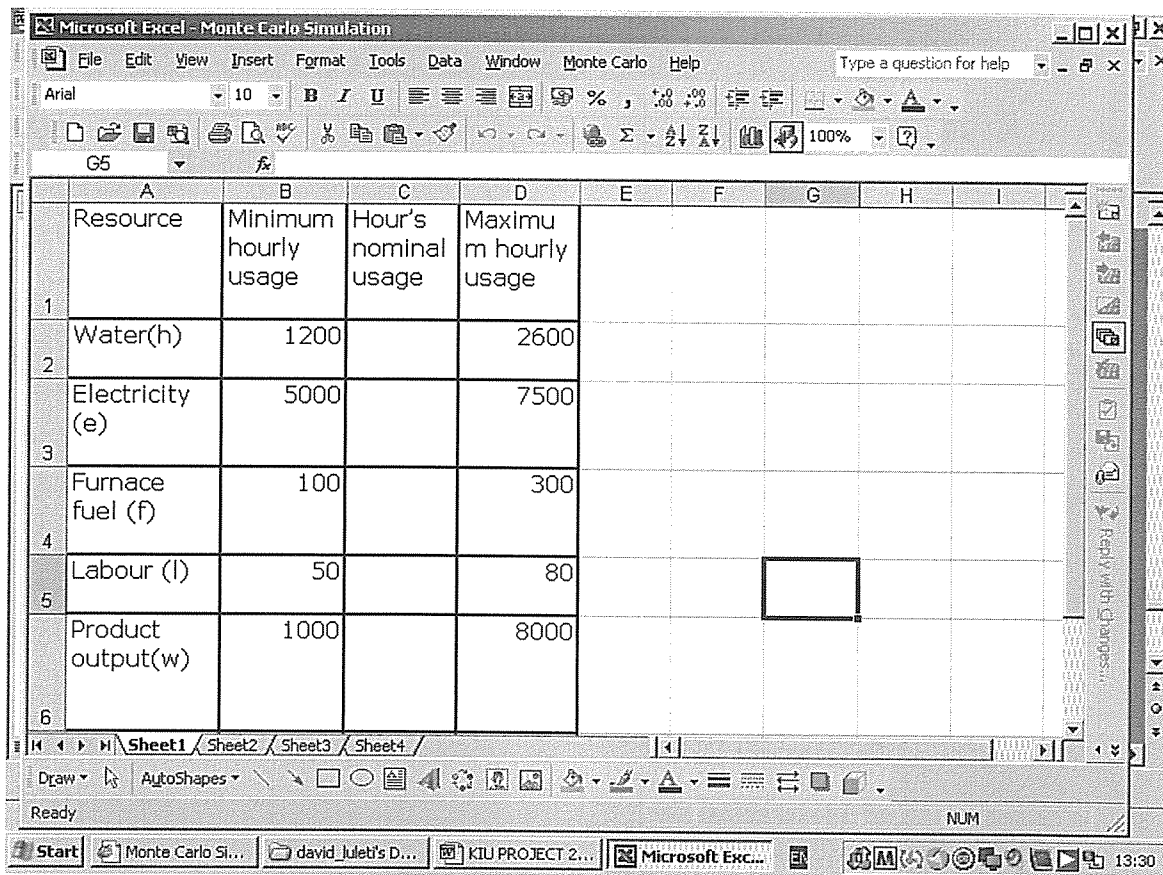 Microsoft Excel - Monte Carlo Simulation
File Edit View Insert Format Tools Data Window Monte Carlo Help Type a question for help
Arial 10 B I U % ,
Σ 100%
G5 fx
A B C D E F G H I
Resource Minimum Hour's Maximu
hourly nominal m hourly
usage usage usage
1
Water(h) 1200 2600
2
Electricity 5000 7500
(e)
3
Furnace 100 300
fuel (f)
4
Labour (l) 50 80
5
Product 1000 8000
output(w)
6
Reply with Changes...
Sheet1 Sheet2 Sheet3 Sheet4
Draw AutoShapes A
Ready NUM
Start Monte Carlo Si... david_luleti's D... KIU PROJECT 2... Microsoft Exc... EN 13:30